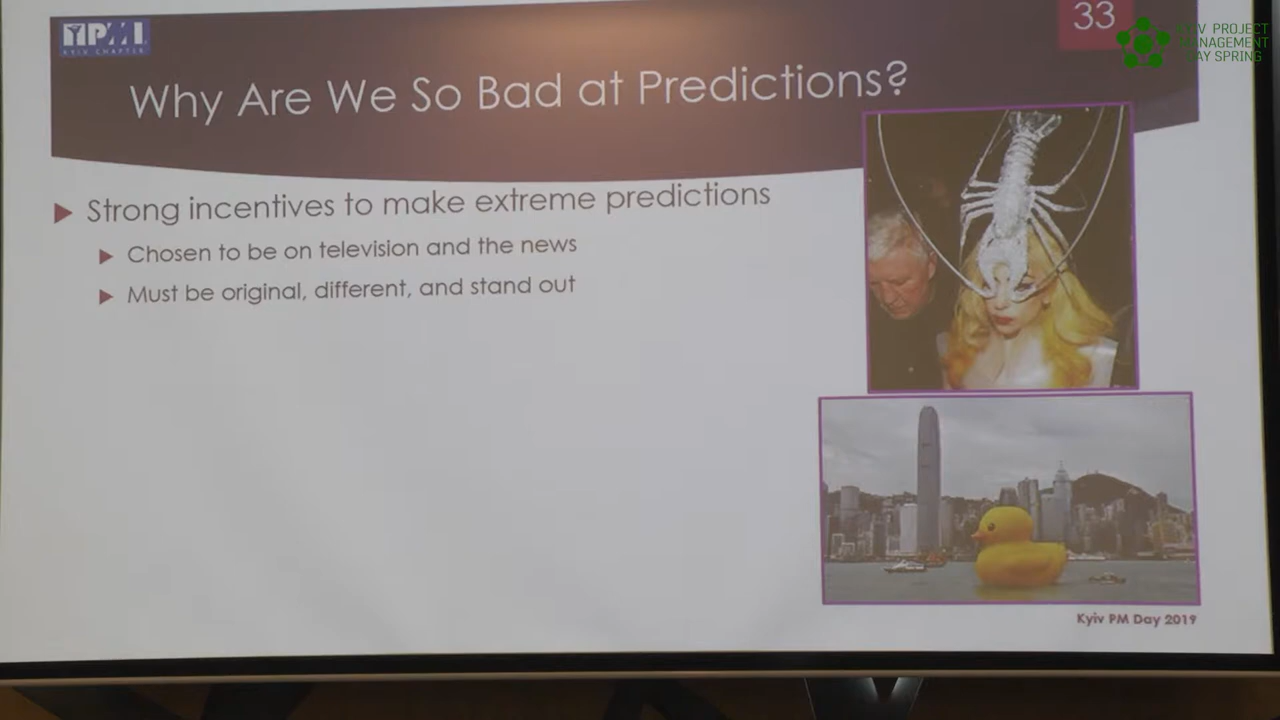 PMI
KYIV CHAPTER
33
KYIV PROJECT
MANAGEMENT
DAY SPRING
Why Are We So Bad at Predictions?
Strong incentives to make extreme predictions
Chosen to be on television and the news
Must be original, different, and stand out
Kyiv PM Day 2019